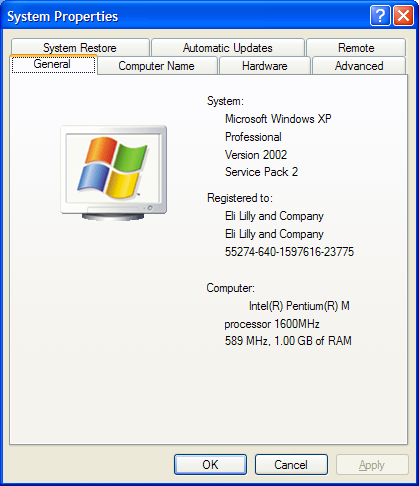 System Properties
System Restore
Automatic Updates
Remote
General
Computer Name
Hardware
Advanced
System:
Microsoft Windows XP
Professional
Version 2002
Service Pack 2
Registered to:
Eli Lilly and Company
Eli Lilly and Company
55274-640-1597616-23775
Computer:
Intel(R) Pentium(R) M
processor 1600MHz
589 MHz, 1.00 GB of RAM
OK
Cancel
Apply